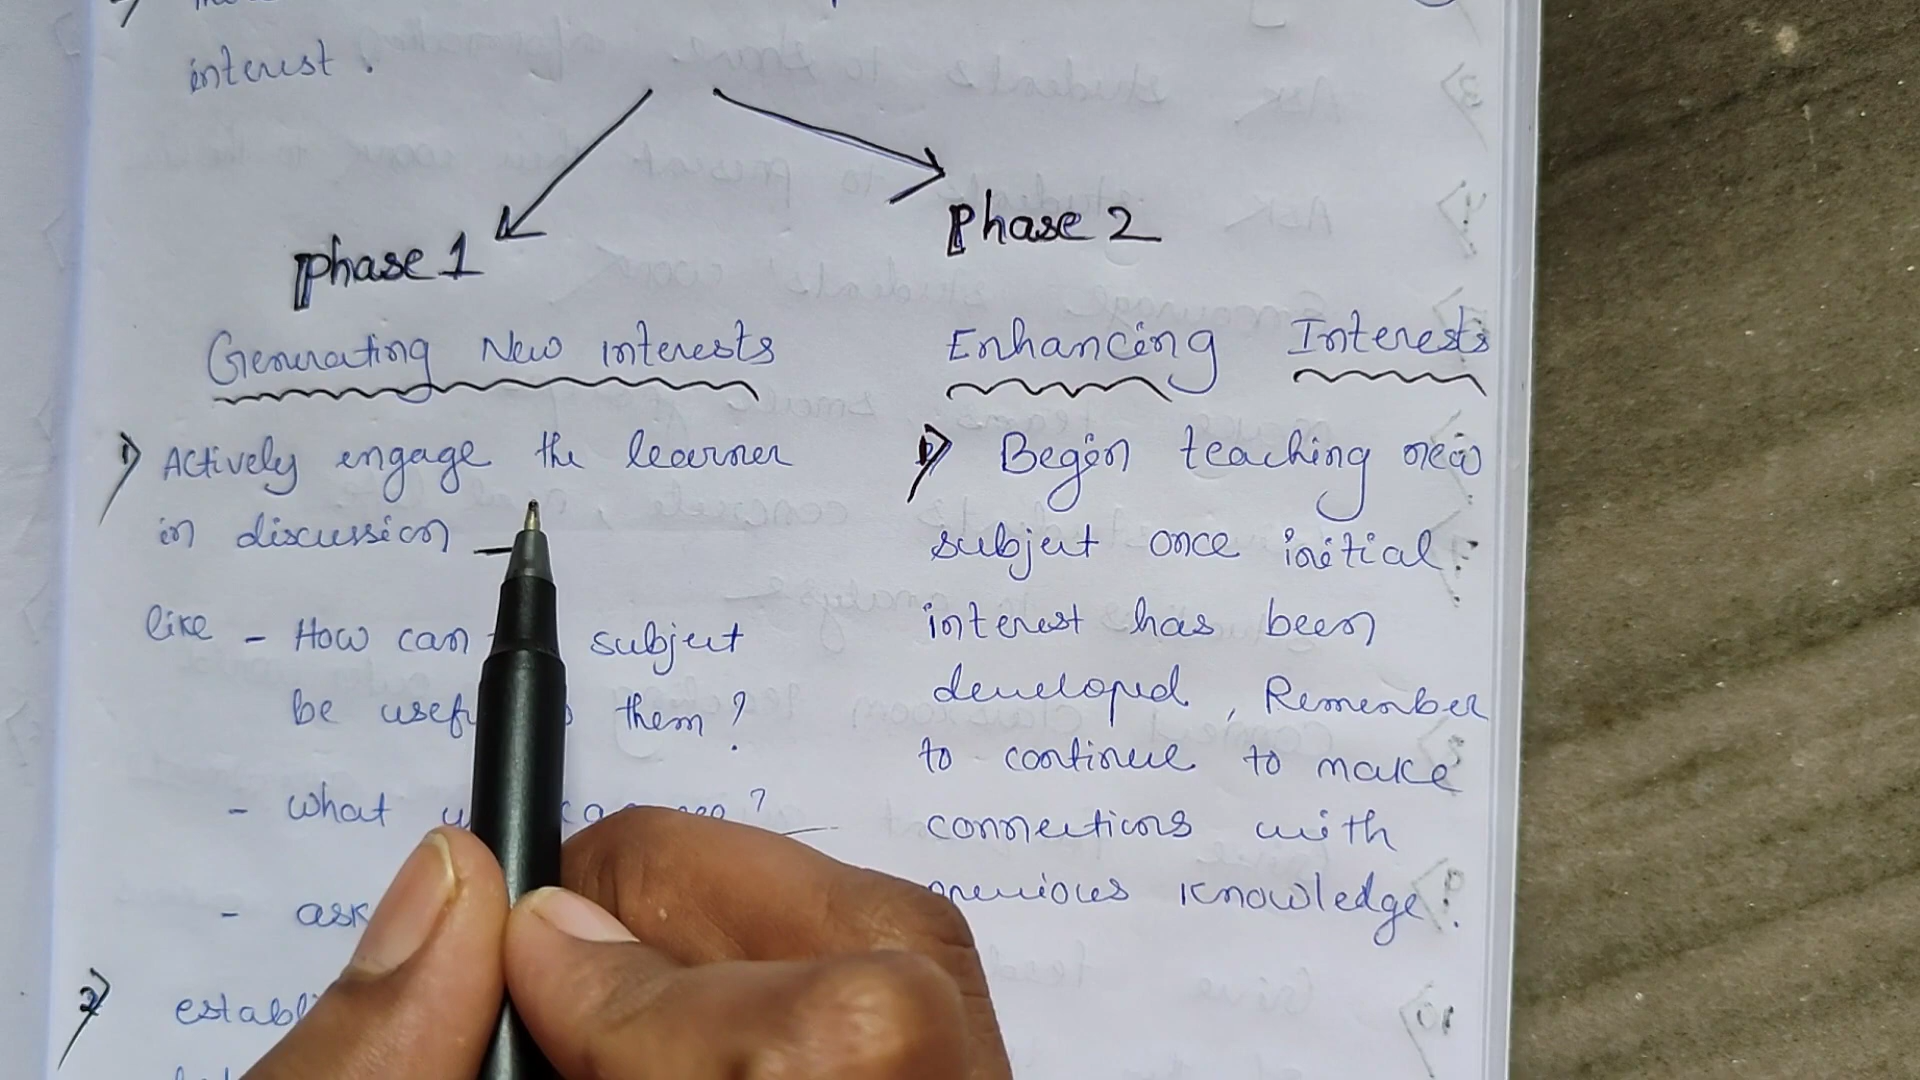 interest.
phase 1
Phase 2
Generating New interests
Enhancing Interests
1) Actively engage the learner
in discussion -
like - How can subject
be them ?
- what ?
- ask
2)
1) Begin teaching new
subject once initial
interest has been
developed, Remember
to continue to make
connections with
previous knowledge.